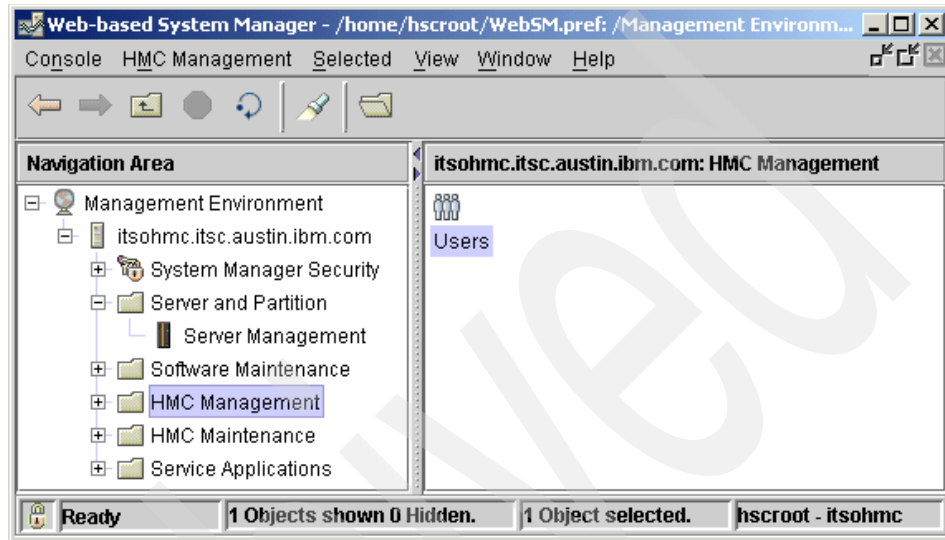 Web-based System Manager - /home/hscroot/WebSM.pref: /Management Environm...
Console HMC Management Selected View Window Help
Navigation Area
itsohmc.itsc.austin.ibm.com: HMC Management
Management Environment
itsohmc.itsc.austin.ibm.com
System Manager Security
Server and Partition
Server Management
Software Maintenance
HMC Management
HMC Maintenance
Service Applications
Users
Ready
1 Objects shown 0 Hidden.
1 Object selected.
hscroot - itsohmc